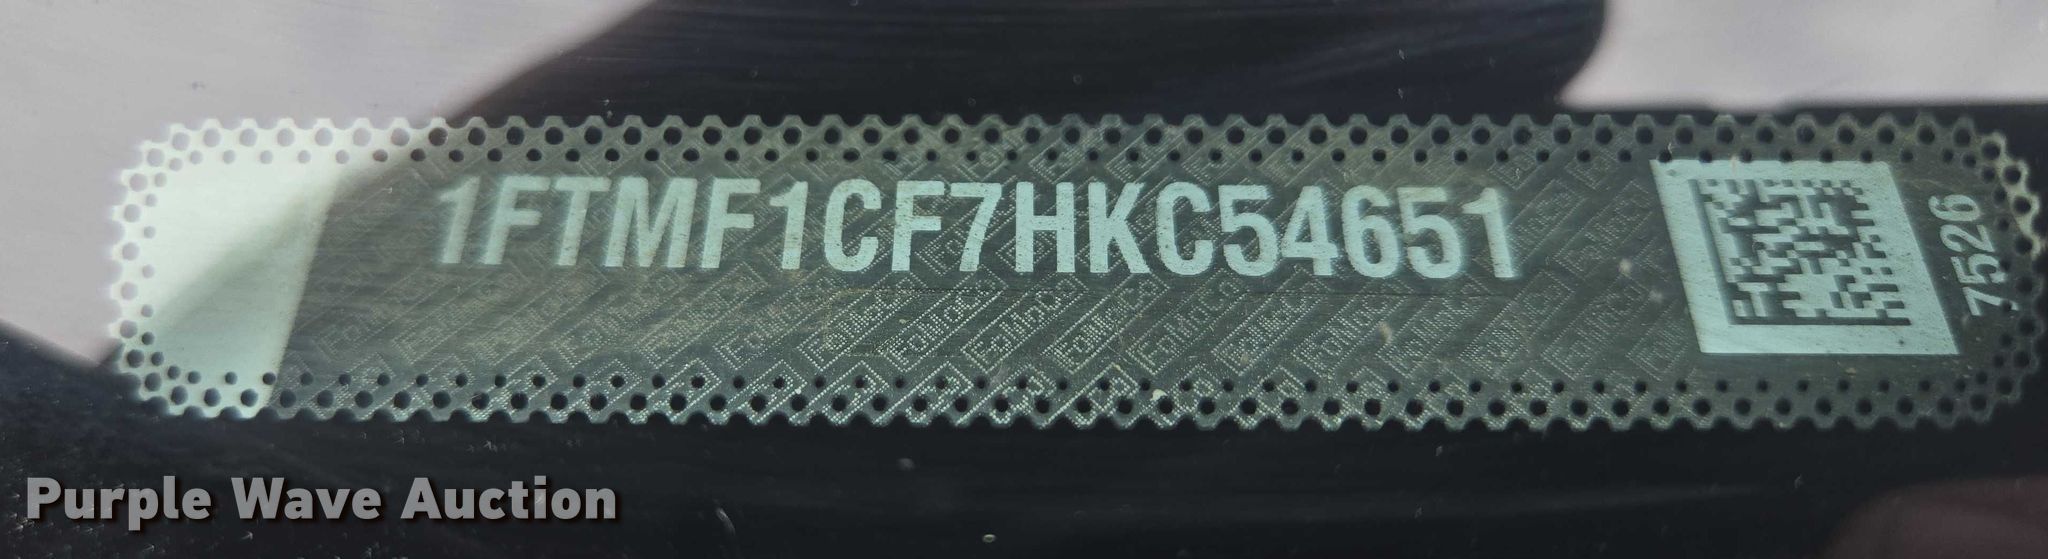 1FTMF1CF7HKC54651
7526
Purple Wave Auction